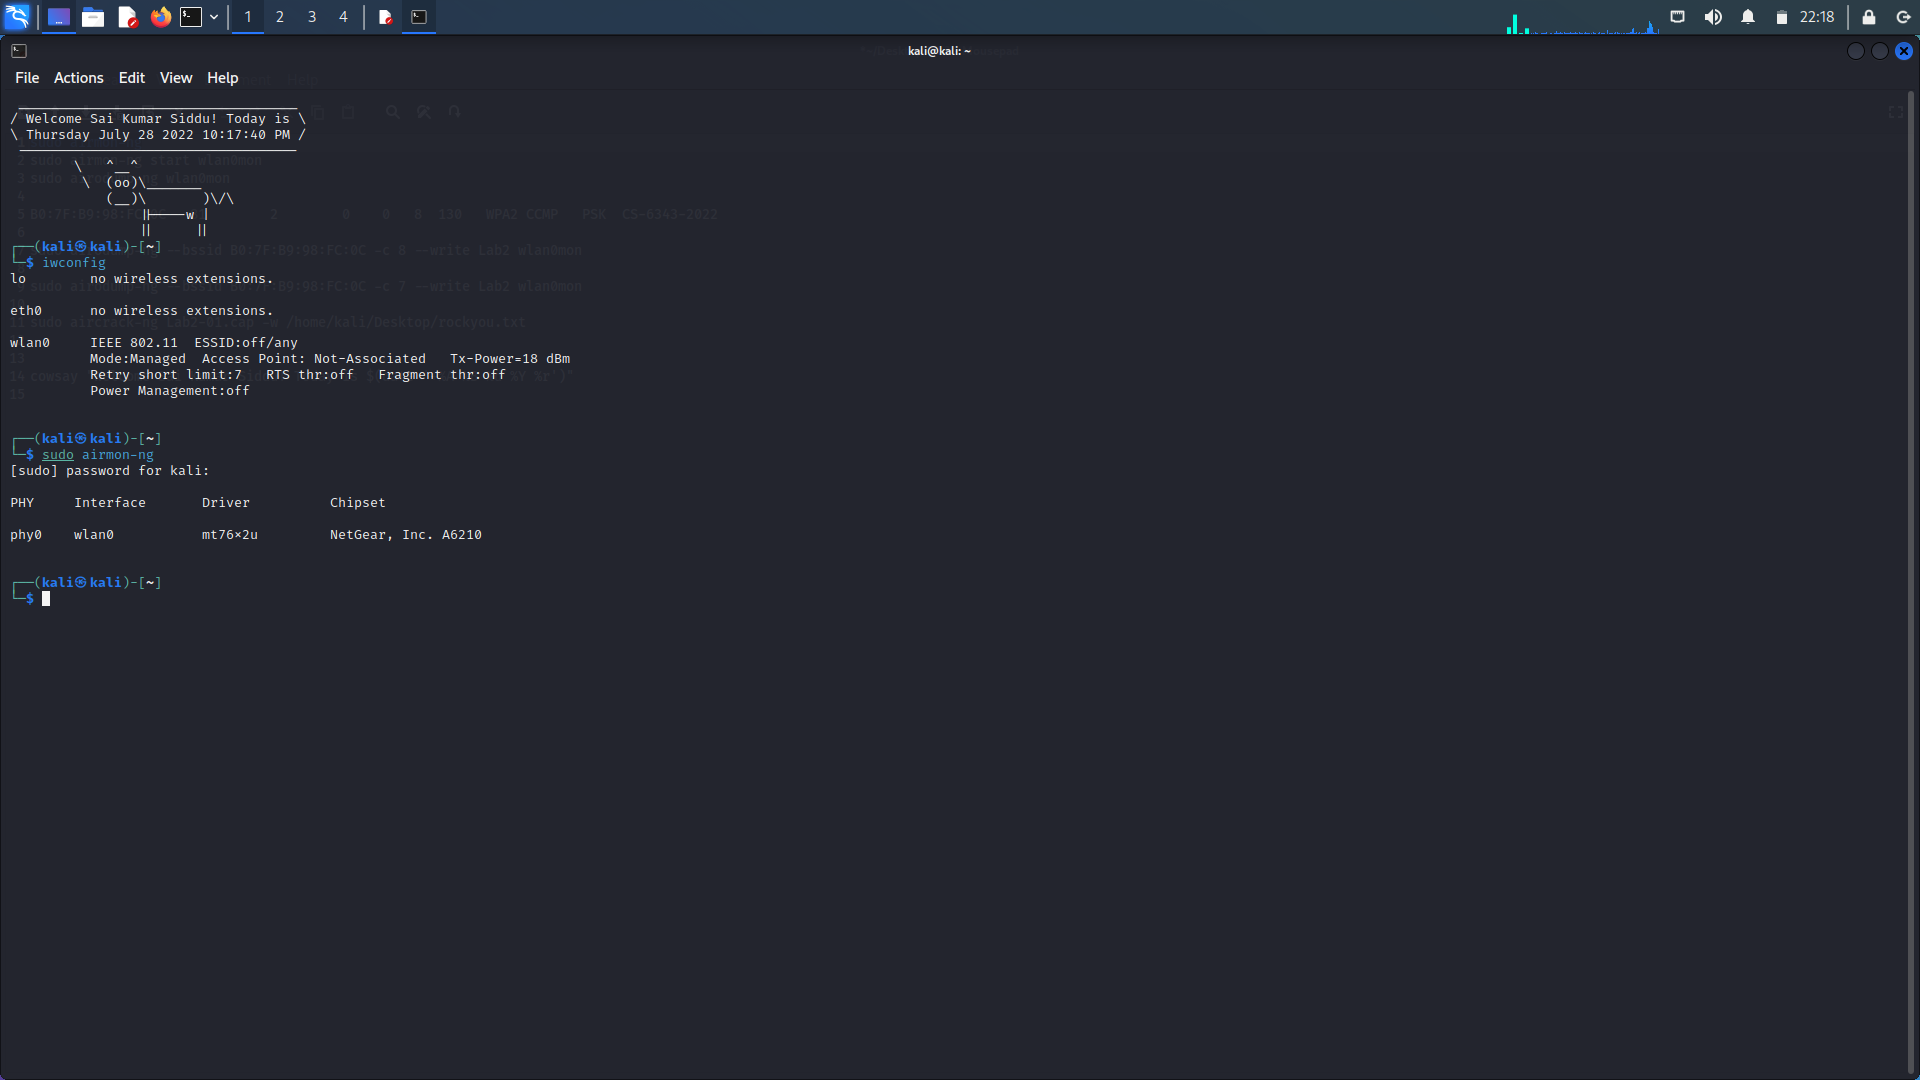 1 2 3 4 22:18
kali@kali: ~
File Actions Edit View Help
/ Welcome Sai Kumar Siddu! Today is \
\ Thursday July 28 2022 10:17:40 PM /
\ ^__^
\ (oo)\_______
(__)\ )\/\
||----w |
|| ||
┌──(kali㉿kali)-[~]
└─$ iwconfig
lo no wireless extensions.
eth0 no wireless extensions.
wlan0 IEEE 802.11 ESSID:off/any
Mode:Managed Access Point: Not-Associated Tx-Power=18 dBm
Retry short limit:7 RTS thr:off Fragment thr:off
Power Management:off
┌──(kali㉿kali)-[~]
└─$ sudo airmon-ng
[sudo] password for kali:
PHY Interface Driver Chipset
phy0 wlan0 mt76×2u NetGear, Inc. A6210
┌──(kali㉿kali)-[~]
└─$